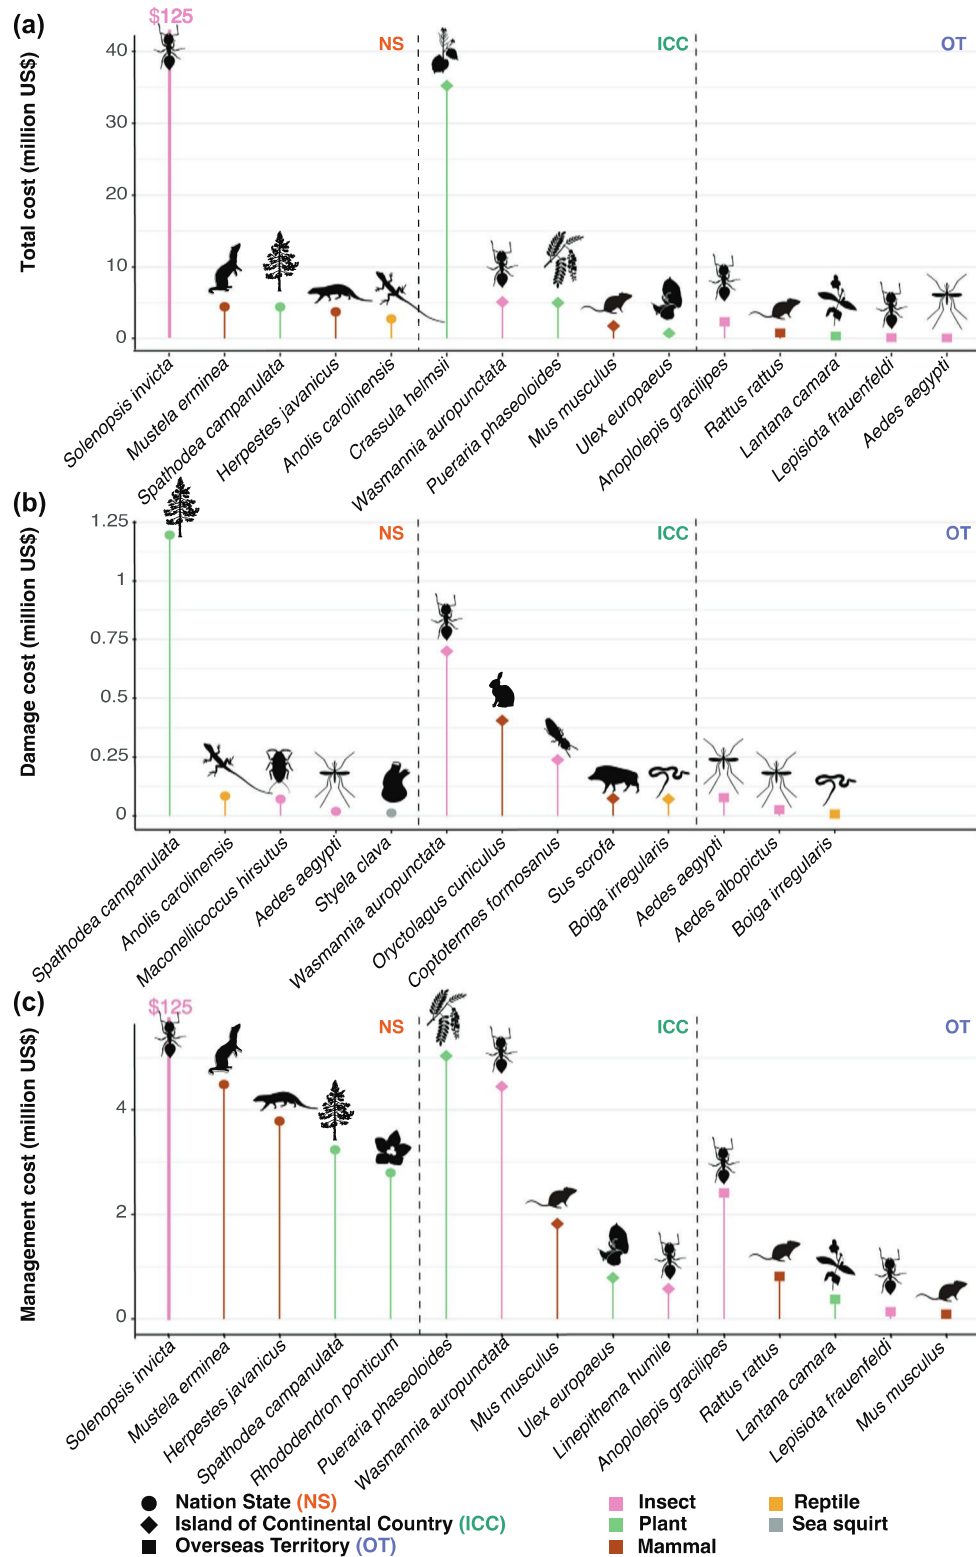 (a)
$125
NS
ICC
OT
Total cost (million US$)
40
30
20
10
0
Solenopsis invicta
Mustela erminea
Spathodea campanulata
Herpestes javanicus
Anolis carolinensis
Crassula helmsii
Wasmannia auropunctata
Pueraria phaseoloides
Mus musculus
Ulex europaeus
Anoplolepis gracilipes
Rattus rattus
Lantana camara
Lepisiota frauenfeldi
Aedes aegypti
(b)
NS
ICC
OT
Damage cost (million US$)
1.25
1
0.75
0.5
0.25
0
Spathodea campanulata
Anolis carolinensis
Maconellicoccus hirsutus
Aedes aegypti
Styela clava
Wasmannia auropunctata
Oryctolagus cuniculus
Coptotermes formosanus
Sus scrofa
Boiga irregularis
Aedes aegypti
Aedes albopictus
Boiga irregularis
(c)
$125
NS
ICC
OT
Management cost (million US$)
4
2
0
Solenopsis invicta
Mustela erminea
Herpestes javanicus
Spathodea campanulata
Rhododendron ponticum
Pueraria phaseoloides
Wasmannia auropunctata
Mus musculus
Ulex europaeus
Linepithema humile
Anoplolepis gracilipes
Rattus rattus
Lantana camara
Lepisiota frauenfeldi
Mus musculus
Nation State (NS)
Island of Continental Country (ICC)
Overseas Territory (OT)
Insect
Plant
Mammal
Reptile
Sea squirt